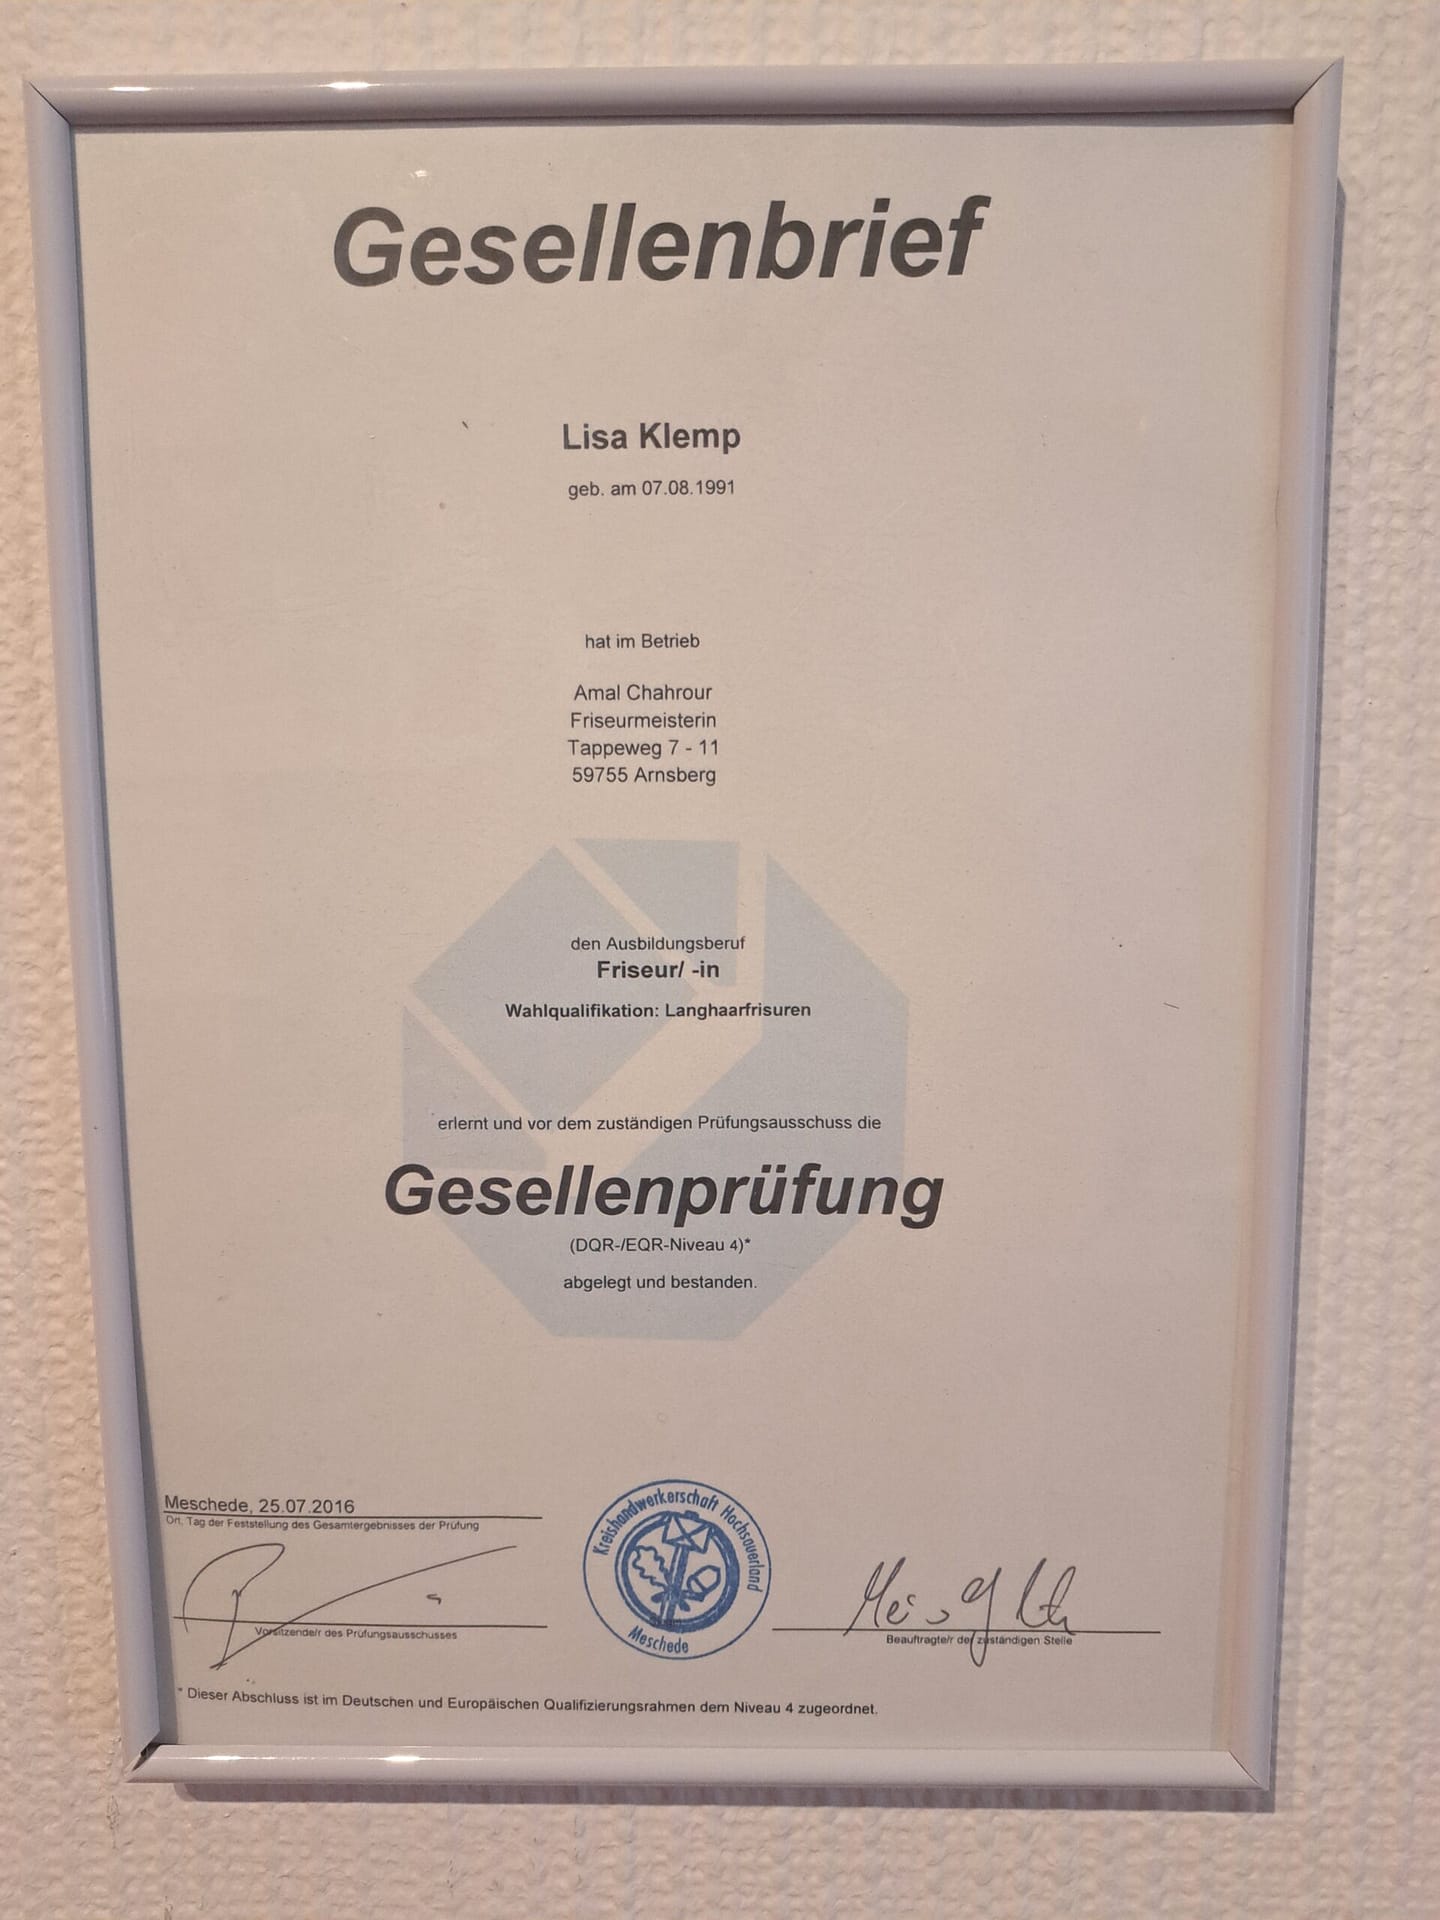 Gesellenbrief
Lisa Klemp
geb. am 07.08.1991
hat im Betrieb
Amal Chahrour
Friseurmeisterin
Tappeweg 7 - 11
59755 Arnsberg
den Ausbildungsberuf
Friseur/ -in
Wahlqualifikation: Langhaarfrisuren
erlernt und vor dem zuständigen Prüfungsausschuss die
Gesellenprüfung
(DQR-/EQR-Niveau 4)*
abgelegt und bestanden.
Meschede, 25.07.2016
Ort, Tag der Feststellung des Gesamtergebnisses der Prüfung
Kreishandwerkerschaft Hochsauerland
Meschede
Vorsitzende/r des Prüfungsausschusses
Beauftragte/r der zuständigen Stelle
* Dieser Abschluss ist im Deutschen und Europäischen Qualifizierungsrahmen dem Niveau 4 zugeordnet.